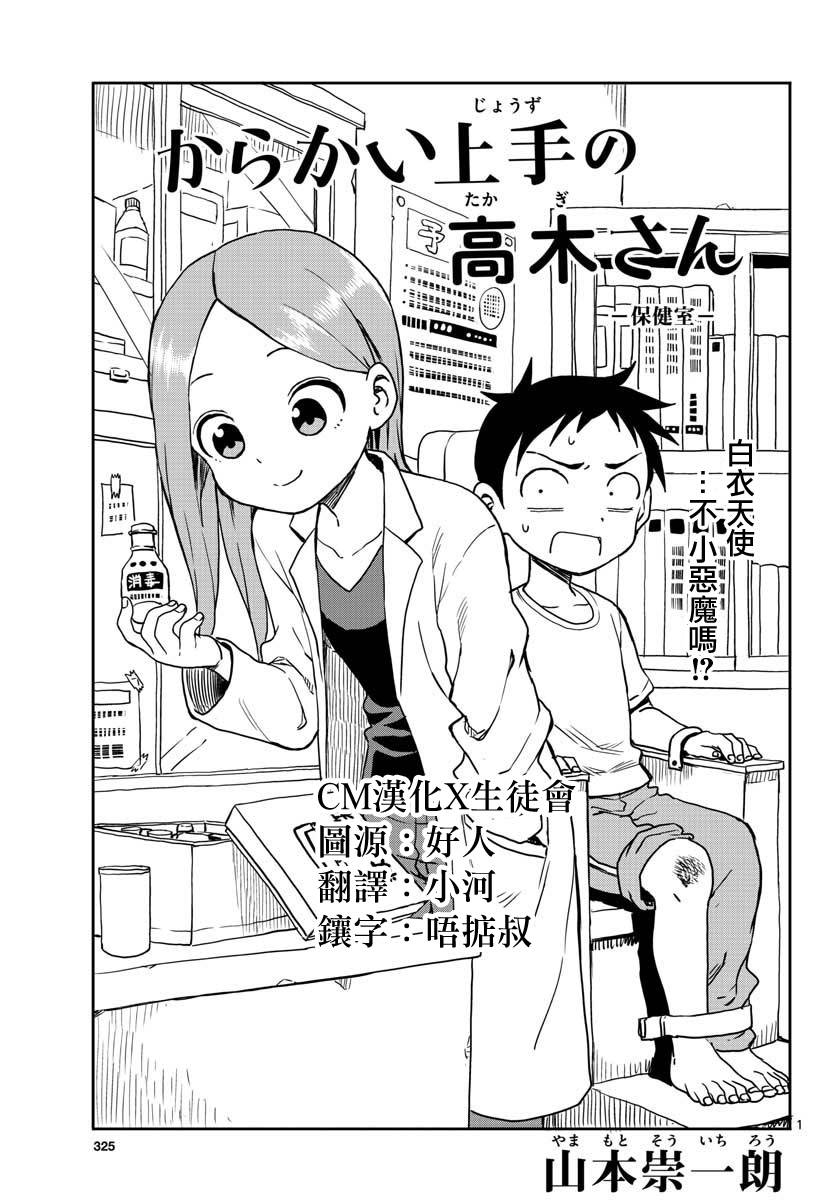 じょうず
からかい上手の
たか ぎ
高木さん
―保健室―
予
白衣天使
…不小惡魔嗎!?
消毒
CM漢化X生徒會
圖源：好人
翻譯：小河
鑲字：唔掂叔
1
325
やま もと そう いち ろう
山本崇一朗